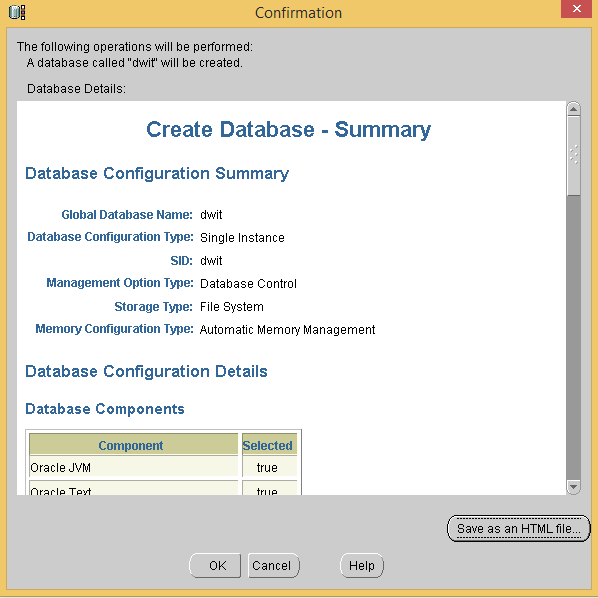 Confirmation
The following operations will be performed:
A database called "dwit" will be created.
Database Details:
Create Database - Summary
Database Configuration Summary
Global Database Name: dwit
Database Configuration Type: Single Instance
SID: dwit
Management Option Type: Database Control
Storage Type: File System
Memory Configuration Type: Automatic Memory Management
Database Configuration Details
Database Components
Component Selected
Oracle JVM true
Oracle Text true
Save as an HTML file...
OK Cancel Help